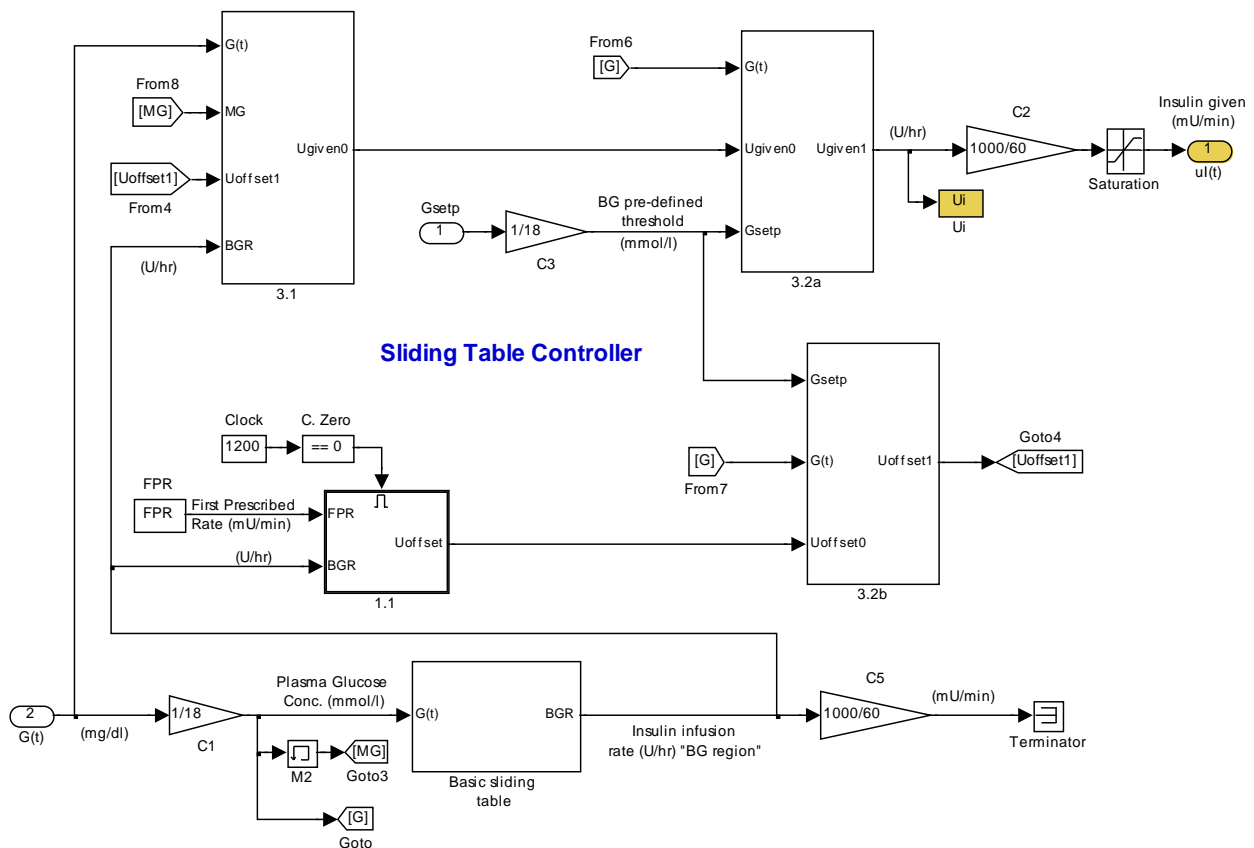 G(t)
From8
[MG]
MG
[Uoffset1]
Uoffset1
From4
BGR
(U/hr)
Ugiven0
3.1
From6
[G]
G(t)
Ugiven0
Ugiven1
Gsetp
3.2a
Gsetp
1
1/18
C3
BG pre-defined
threshold
(mmol/l)
(U/hr)
C2
1000/60
Saturation
Insulin given
(mU/min)
1
uI(t)
Ui
Ui
Sliding Table Controller
Clock
1200
C. Zero
== 0
FPR
FPR
First Prescribed
Rate (mU/min)
FPR
(U/hr)
BGR
Uoffset
1.1
Gsetp
[G]
From7
G(t)
Uoffset1
Uoffset0
3.2b
Goto4
[Uoffset1]
2
G(t)
(mg/dl)
1/18
C1
Plasma Glucose
Conc. (mmol/l)
M2
[MG]
Goto3
[G]
Goto
G(t)
BGR
Basic sliding
table
Insulin infusion
rate (U/hr) "BG region"
C5
1000/60
(mU/min)
Terminator